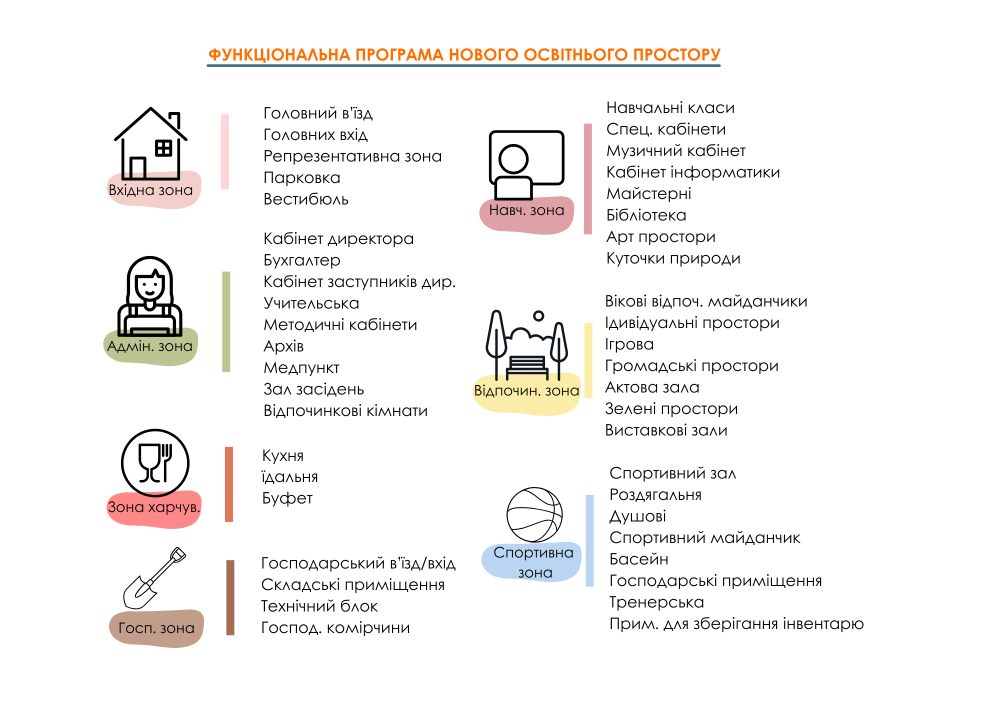 ФУНКЦІОНАЛЬНА ПРОГРАМА НОВОГО ОСВІТНЬОГО ПРОСТОРУ
Вхідна зона
Головний в’їзд
Головних вхід
Репрезентативна зона
Парковка
Вестибюль
Адмін. зона
Кабінет директора
Бухгалтер
Кабінет заступників дир.
Учительська
Методичні кабінети
Архів
Медпункт
Зал засідень
Відпочинкові кімнати
Зона харчув.
Кухня
їдальня
Буфет
Госп. зона
Господарський в’їзд/вхід
Складські приміщення
Технічний блок
Господ. комірчини
Навч. зона
Навчальні класи
Спец. кабінети
Музичний кабінет
Кабінет інформатики
Майстерні
Бібліотека
Арт простори
Куточки природи
Відпочин. зона
Вікові відпоч. майданчики
Ідивідуальні простори
Ігрова
Громадські простори
Актова зала
Зелені простори
Виставкові зали
Спортивна
зона
Спортивний зал
Роздягальня
Душові
Спортивний майданчик
Басейн
Господарські приміщення
Тренерська
Прим. для зберігання інвентарю